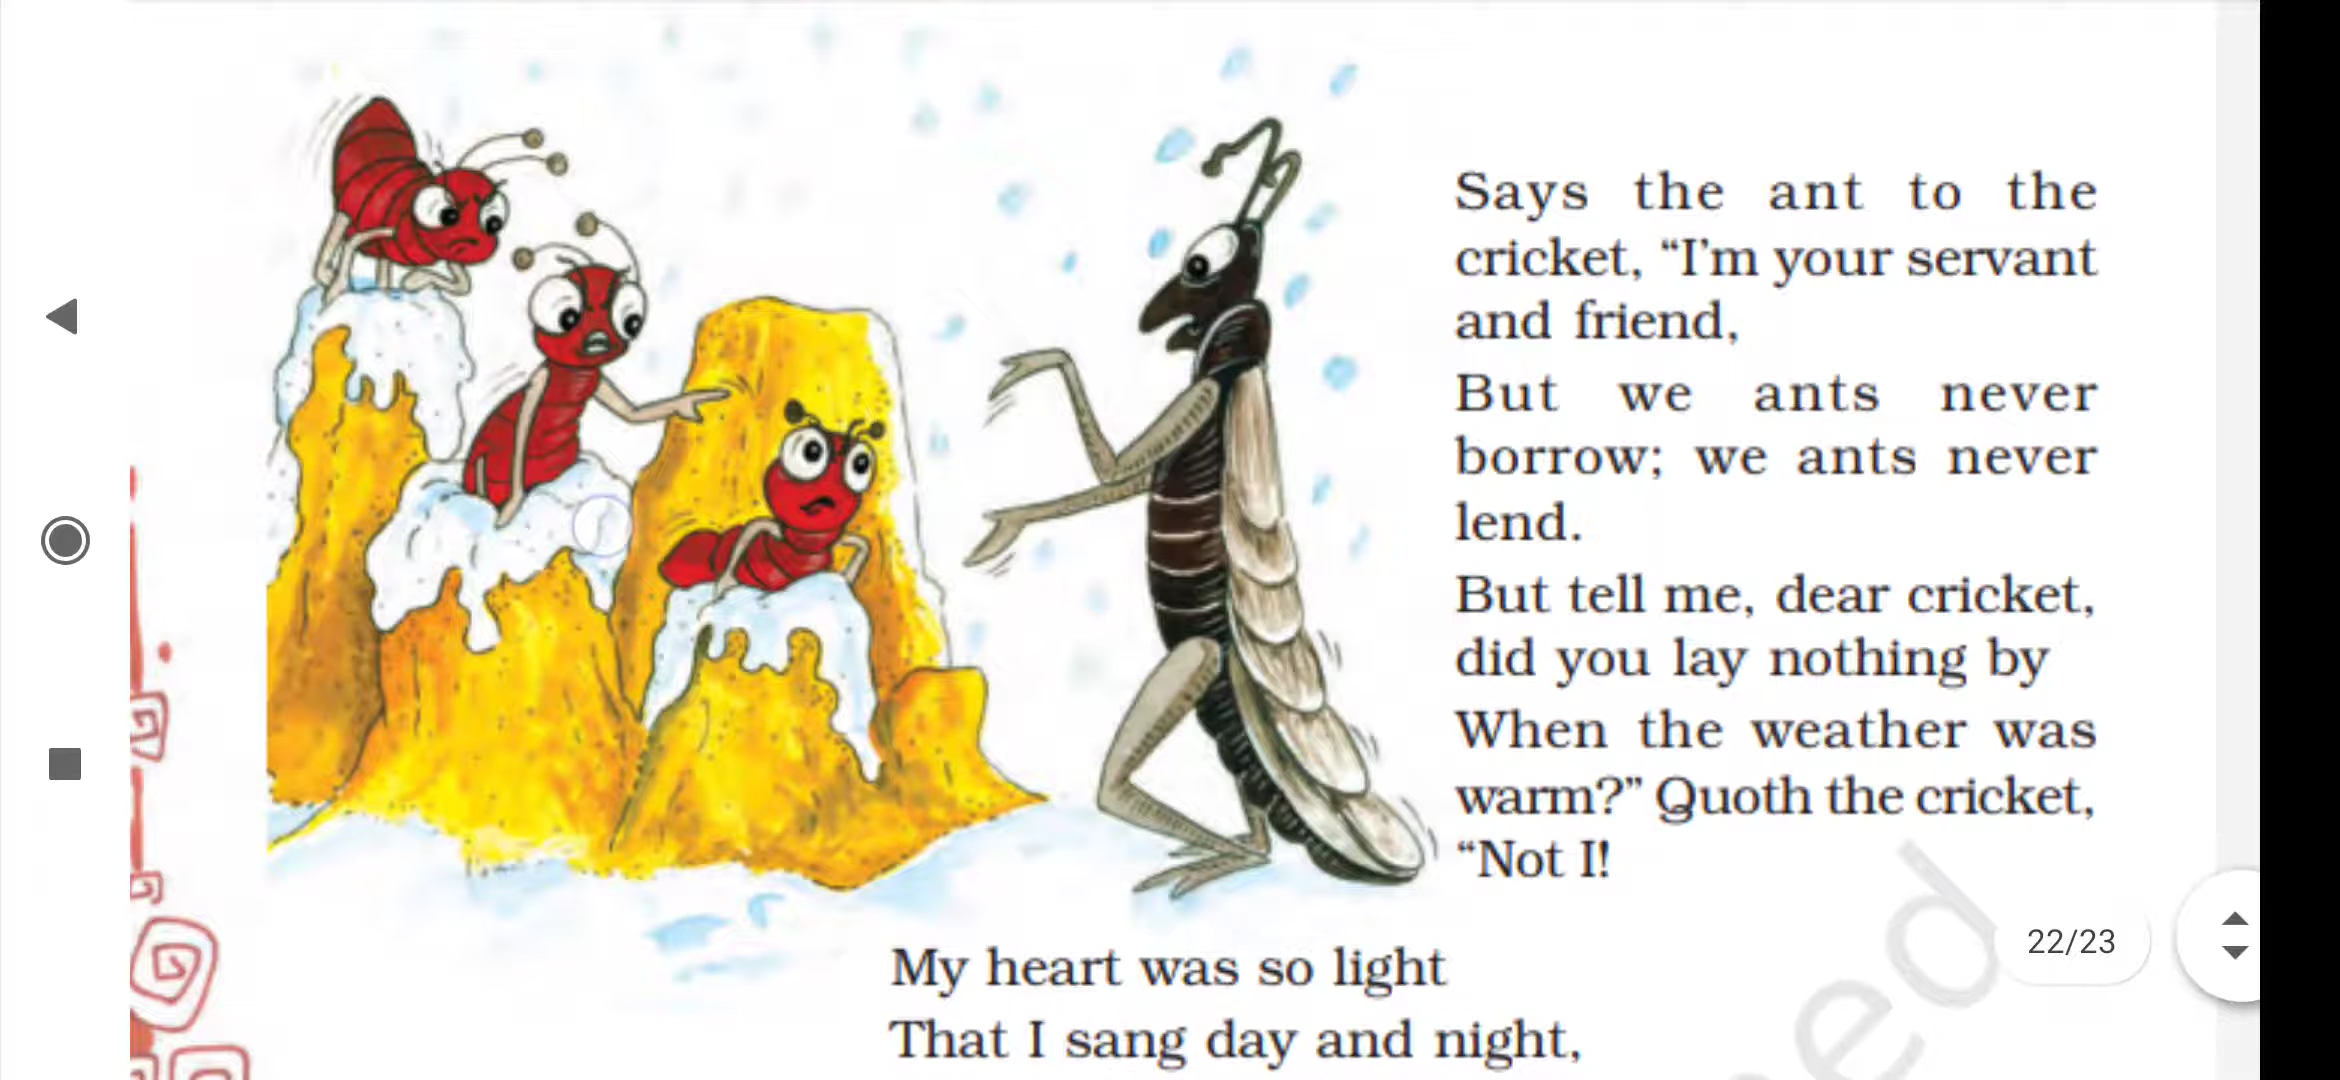 Says the ant to the
cricket, “I’m your servant
and friend,
But we ants never
borrow; we ants never
lend.
But tell me, dear cricket,
did you lay nothing by
When the weather was
warm?” Quoth the cricket,
“Not I!
My heart was so light
That I sang day and night,
22/23
ed